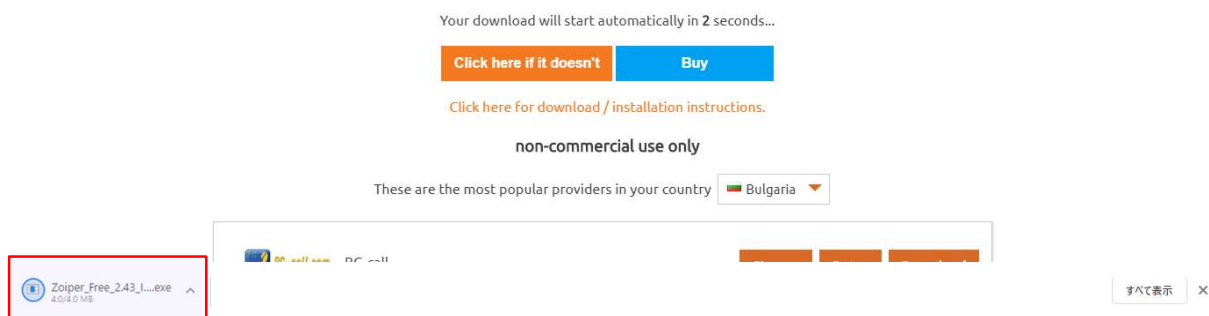 Your download will start automatically in 2 seconds...
Click here if it doesn't
Buy
Click here for download / installation instructions.
non-commercial use only
These are the most popular providers in your country
Bulgaria
Zoiper_Free_2.43_I....exe
4.0/4.0 MB
すべて表示